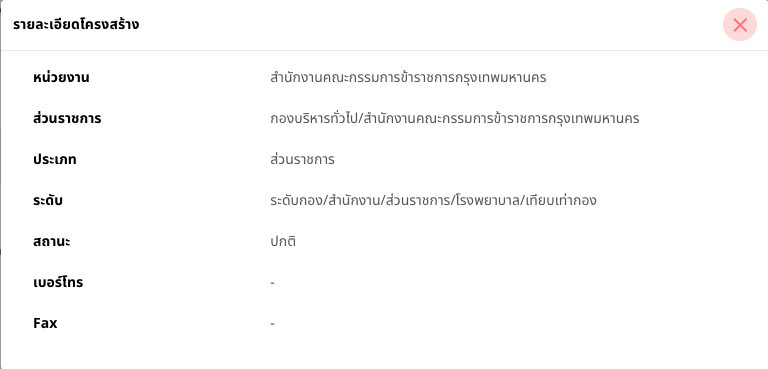 รายละเอียดโครงสร้าง
หน่วยงาน สำนักงานคณะกรรมการข้าราชการกรุงเทพมหานคร
ส่วนราชการ กองบริหารทั่วไป/สำนักงานคณะกรรมการข้าราชการกรุงเทพมหานคร
ประเภท ส่วนราชการ
ระดับ ระดับกอง/สำนักงาน/ส่วนราชการ/โรงพยาบาล/เทียบเท่ากอง
สถานะ ปกติ
เบอร์โทร -
Fax -